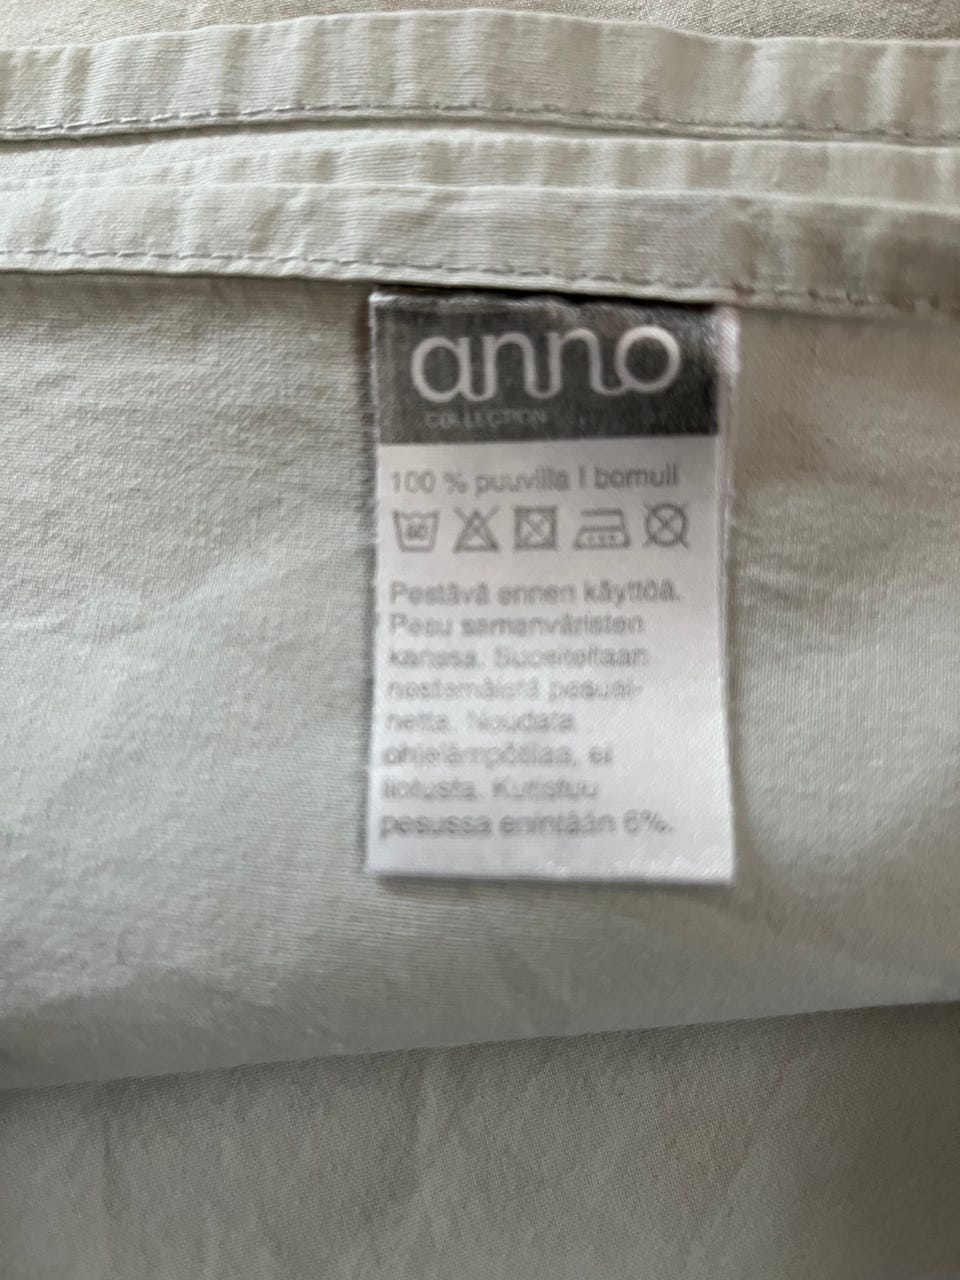 anno
COLLECTION
100 % puuvilla | bomull
60
Pestävä ennen käyttöä.
Pesu samanväristen
kanssa. Suositellaan
nestemäistä pesuai-
netta. Noudata
ohjelämpötilaa, ei
liotusta. Kutistuu
pesussa enintään 6%.